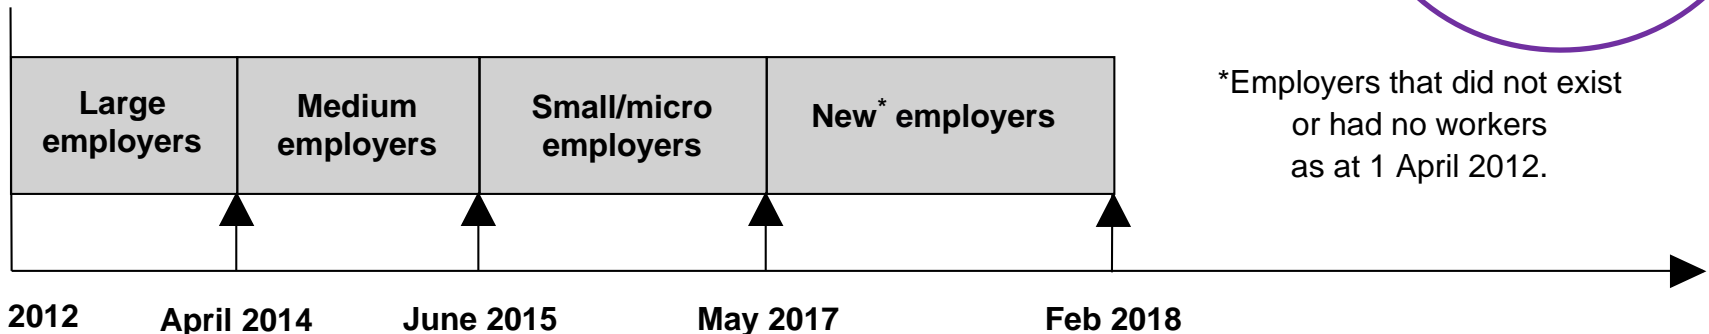 Large
employers
Medium
employers
Small/micro
employers
New* employers
*Employers that did not exist
or had no workers
as at 1 April 2012.
2012
April 2014
June 2015
May 2017
Feb 2018